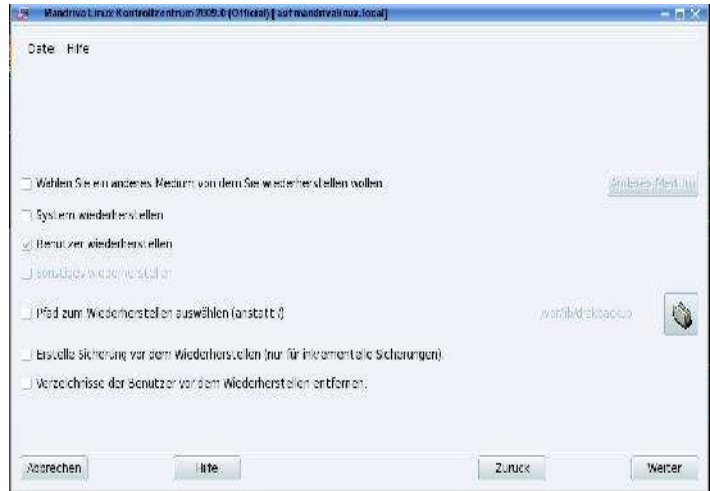 Mandriva Linux Kontrollzentrum 2009.0 (Official) [auf mandrivalinux.local]
Datei Hilfe
Wählen Sie ein anderes Medium von dem Sie wiederherstellen wollen
Anderes Medium
System wiederherstellen
Benutzer wiederherstellen
Sonstiges wiederherstellen
Pfad zum Wiederherstellen auswählen (anstatt /)
/var/lib/drakbackup
Erstelle Sicherung vor dem Wiederherstellen (nur für inkrementelle Sicherungen).
Verzeichnisse der Benutzer vor dem Wiederherstellen entfernen.
Abbrechen Hilfe Zurück Weiter